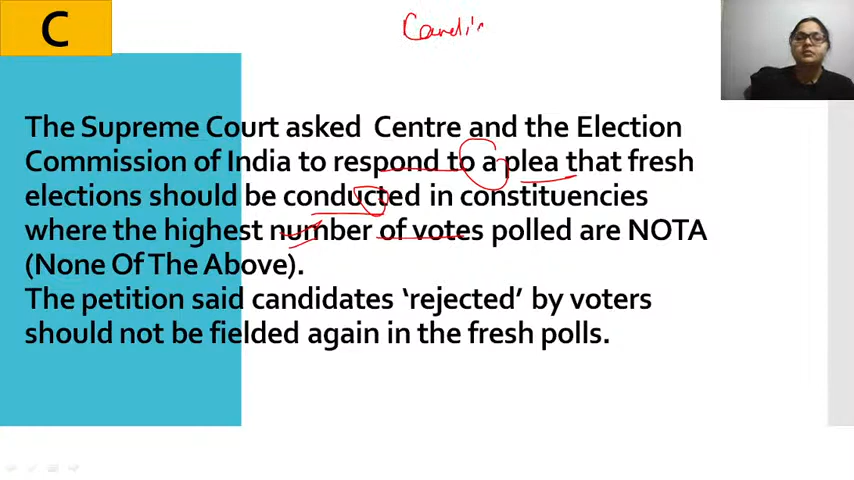 C
The Supreme Court asked Centre and the Election
Commission of India to respond to a plea that fresh
elections should be conducted in constituencies
where the highest number of votes polled are NOTA
(None Of The Above).
The petition said candidates ‘rejected’ by voters
should not be fielded again in the fresh polls.